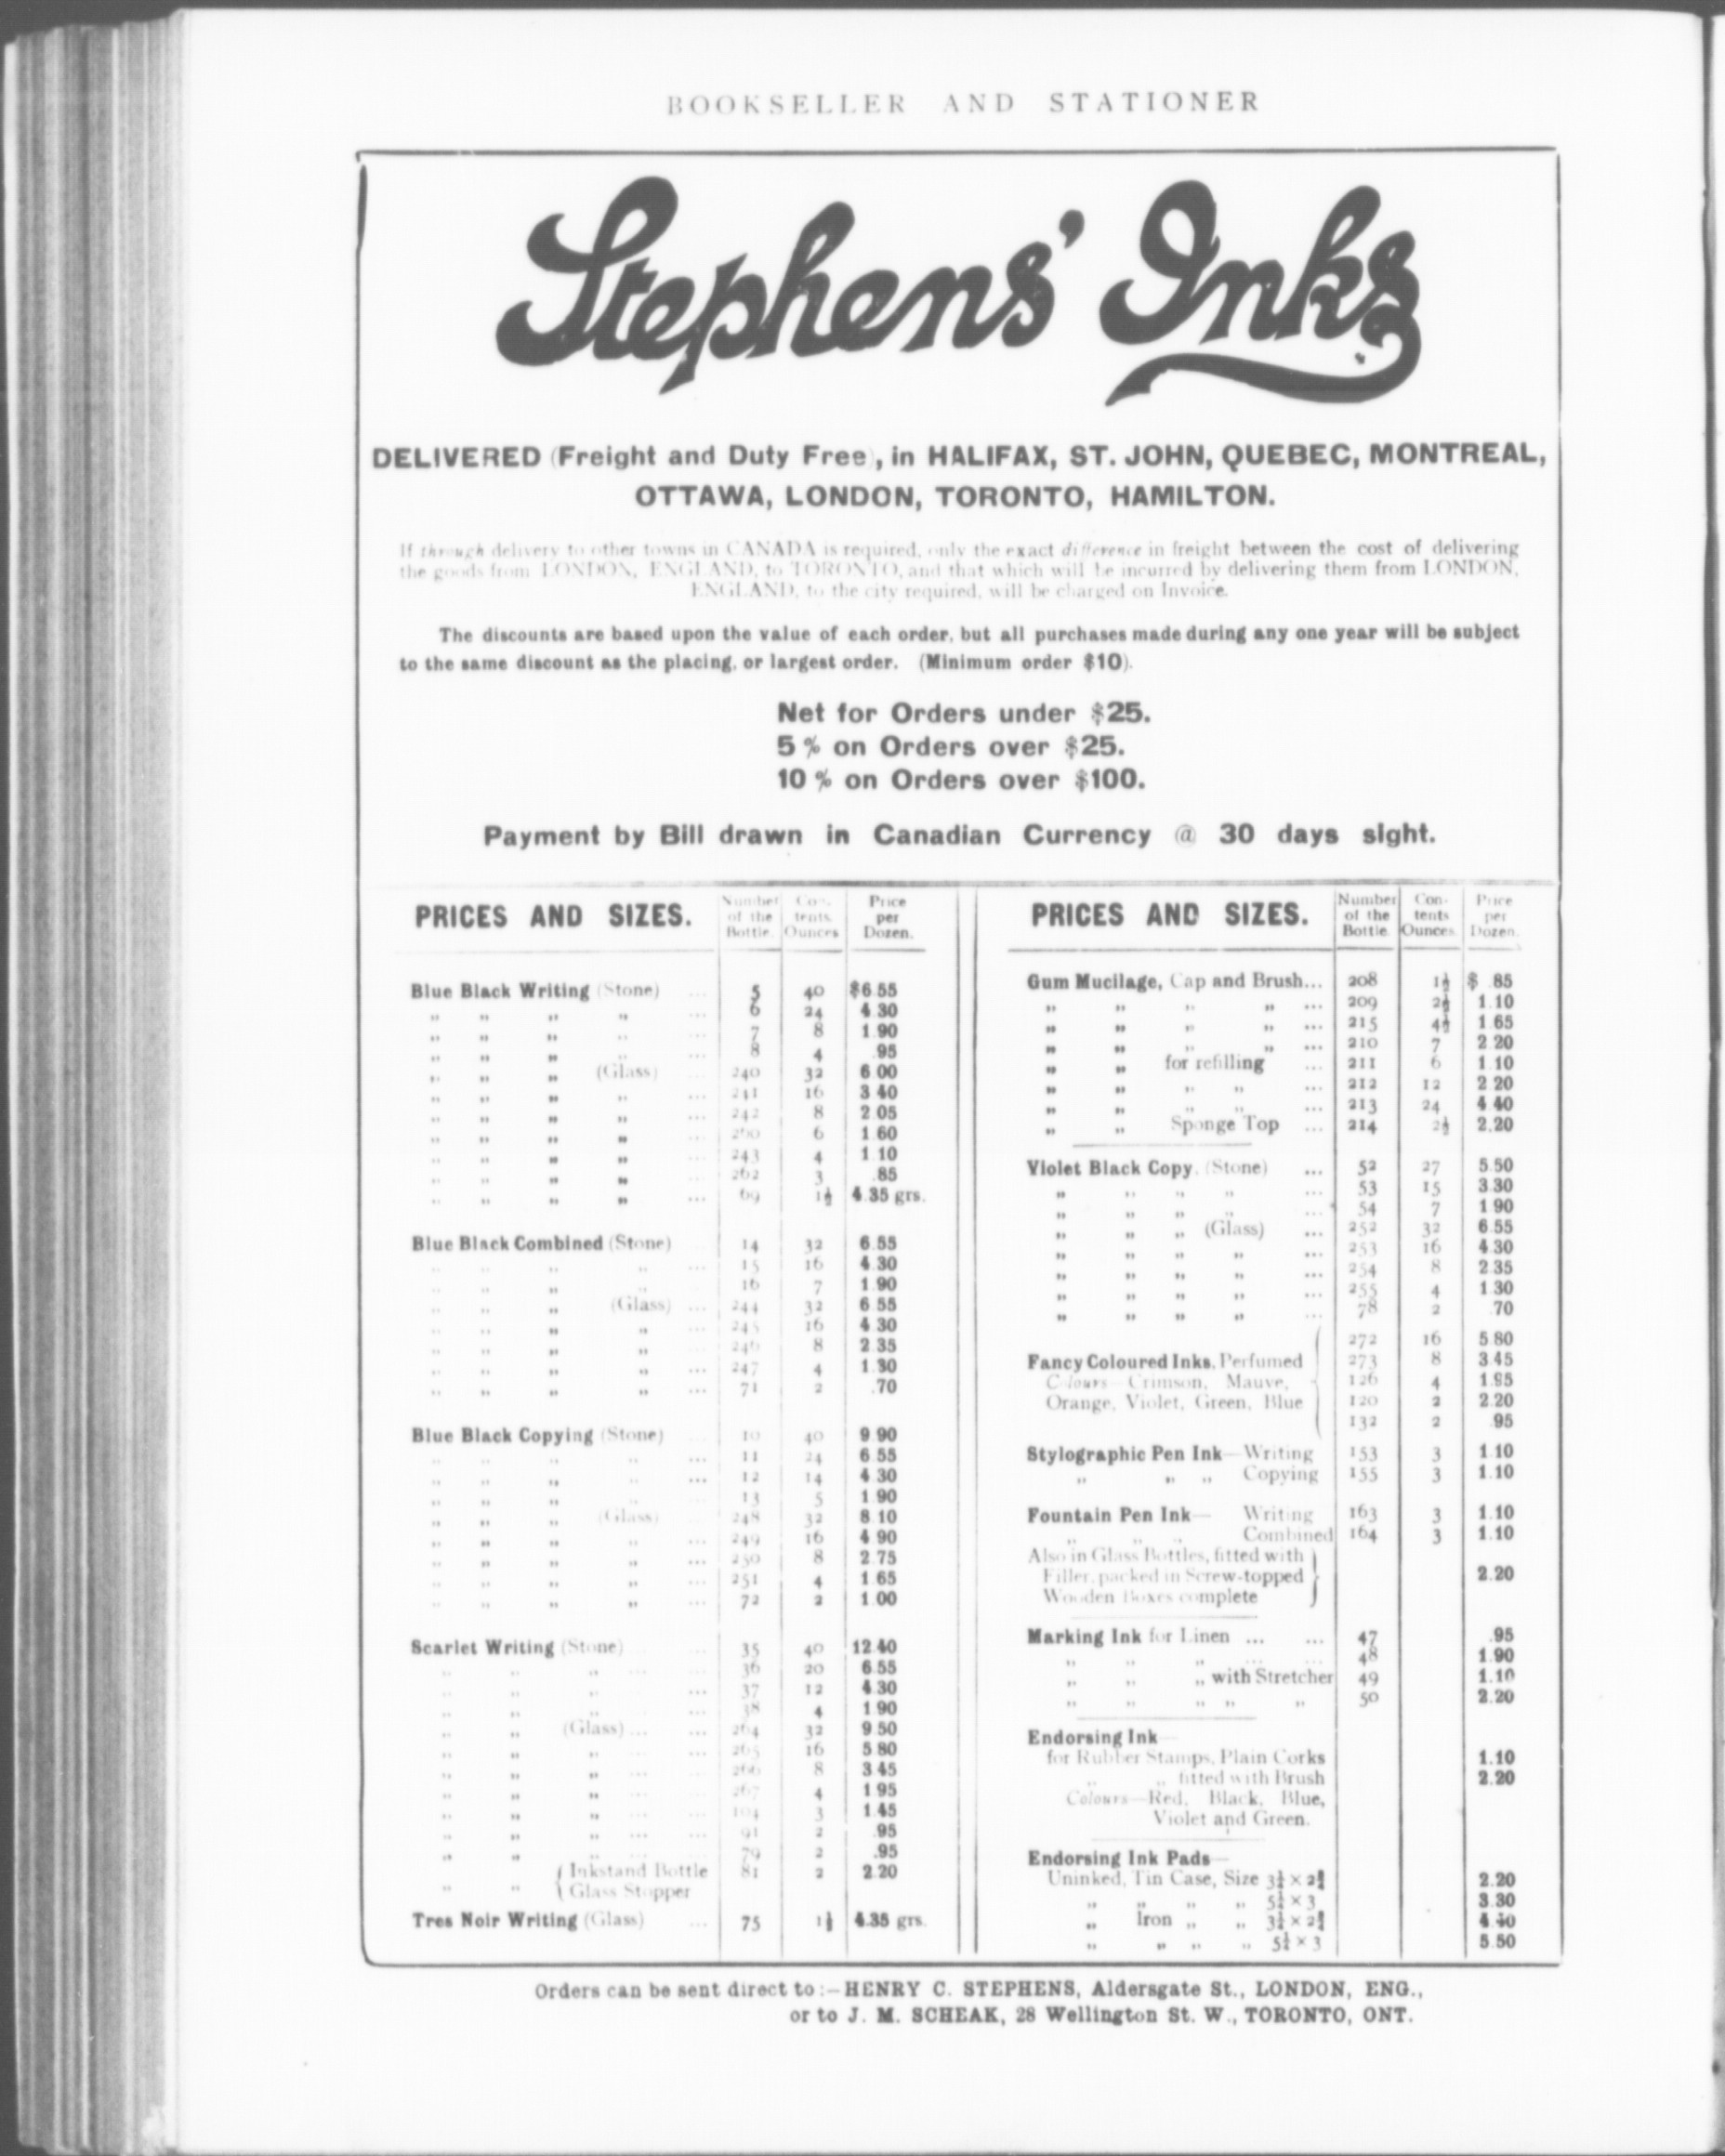 BOOKSELLER AND STATIONER
Stephens' Inks
DELIVERED (Freight and Duty Free), in HALIFAX, ST. JOHN, QUEBEC, MONTREAL,
OTTAWA, LONDON, TORONTO, HAMILTON.
If through delivery to other towns in CANADA is required, only the exact difference in freight between the cost of delivering
the goods from LONDON, ENGLAND, to TORONTO, and that which will be incurred by delivering them from LONDON,
ENGLAND, to the city required, will be charged on Invoice.
The discounts are based upon the value of each order, but all purchases made during any one year will be subject
to the same discount as the placing, or largest order. (Minimum order $10).
Net for Orders under $25.
5 % on Orders over $25.
10 % on Orders over $100.
Payment by Bill drawn in Canadian Currency @ 30 days sight.
PRICES AND SIZES. Number of the Bottle. Contents Ounces Price per Dozen.
Blue Black Writing (Stone) ... 5 40 $6.55
„ „ „ „ ... 6 24 4.30
„ „ „ „ ... 7 8 1.90
„ „ „ „ ... 8 4 .95
„ „ „ (Glass) 240 32 6.00
„ „ „ „ ... 241 16 3.40
„ „ „ „ ... 242 8 2.05
„ „ „ „ ... 260 6 1.60
„ „ „ „ ... 243 4 1.10
„ „ „ „ ... 262 3 .85
„ „ „ „ ... 69 1½ 4.35 grs.
Blue Black Combined (Stone) 14 32 6.55
„ „ „ „ ... 15 16 4.30
„ „ „ „ 16 7 1.90
„ „ „ (Glass) ... 244 32 6.55
„ „ „ „ ... 245 16 4.30
„ „ „ „ ... 246 8 2.35
„ „ „ „ ... 247 4 1.30
„ „ „ „ ... 71 2 .70
Blue Black Copying (Stone) 10 40 9.90
„ „ „ „ ... 11 24 6.55
„ „ „ „ ... 12 14 4.30
„ „ „ „ 13 5 1.90
„ „ „ (Glass) 248 32 8.10
„ „ „ „ ... 249 16 4.90
„ „ „ „ ... 250 8 2.75
„ „ „ „ ... 251 4 1.65
„ „ „ „ ... 72 2 1.00
Scarlet Writing (Stone) ... 35 40 12.40
„ „ „ ... ... 36 20 6.55
„ „ „ ... 37 12 4.30
„ „ „ ... 38 4 1.90
„ „ (Glass) ... ... 264 32 9.50
„ „ „ ... ... 265 16 5.80
„ „ „ ... ... 266 8 3.45
„ „ „ ... ... 267 4 1.95
„ „ „ ... ... 104 3 1.45
„ „ „ ... ... 91 2 .95
„ „ „ ... ... 79 2 .95
„ „ { Inkstand Bottle 81 2 2.20
{ Glass Stopper
Tres Noir Writing (Glass) ... 75 1½ 4.35 grs.
PRICES AND SIZES. Number of the Bottle. Contents Ounces. Price per Dozen.
Gum Mucilage, Cap and Brush... 208 1½ $ .85
„ „ „ „ ... 209 2½ 1.10
„ „ „ „ ... 215 4½ 1.65
„ „ „ „ ... 210 7 2.20
„ „ for refilling ... 211 6 1.10
„ „ „ „ ... 212 12 2.20
„ „ „ „ ... 213 24 4.40
„ „ Sponge Top ... 214 2½ 2.20
Violet Black Copy. (Stone) ... 52 27 5.50
„ „ „ „ ... 53 15 3.30
„ „ „ „ ... 54 7 1.90
„ „ „ (Glass) ... 252 32 6.55
„ „ „ „ ... 253 16 4.30
„ „ „ „ ... 254 8 2.35
„ „ „ „ ... 255 4 1.30
„ „ „ „ ... 78 2 .70
272 16 5.80
Fancy Coloured Inks, Perfumed 273 8 3.45
Colours—Crimson, Mauve, 126 4 1.95
Orange, Violet, Green, Blue 120 2 2.20
132 2 .95
Stylographic Pen Ink—Writing 153 3 1.10
„ „ „ Copying 155 3 1.10
Fountain Pen Ink— Writing 163 3 1.10
„ „ „ Combined 164 3 1.10
Also in Glass Bottles, fitted with
Filler, packed in Screw-topped } 2.20
Wooden Boxes complete
Marking Ink for Linen ... ... 47 .95
„ „ „ ... ... 48 1.90
„ „ „ with Stretcher 49 1.10
„ „ „ „ „ 50 2.20
Endorsing Ink—
for Rubber Stamps, Plain Corks 1.10
„ „ fitted with Brush 2.20
Colours—Red, Black, Blue,
Violet and Green.
Endorsing Ink Pads—
Uninked, Tin Case, Size 3¼ × 2¾ 2.20
„ „ „ „ 5¼ × 3 3.30
„ Iron „ „ 3¼ × 2¾ 4.40
„ „ „ „ 5¼ × 3 5.50
Orders can be sent direct to:—HENRY C. STEPHENS, Aldersgate St., LONDON, ENG.,
or to J. M. SCHEAK, 28 Wellington St. W., TORONTO, ONT.